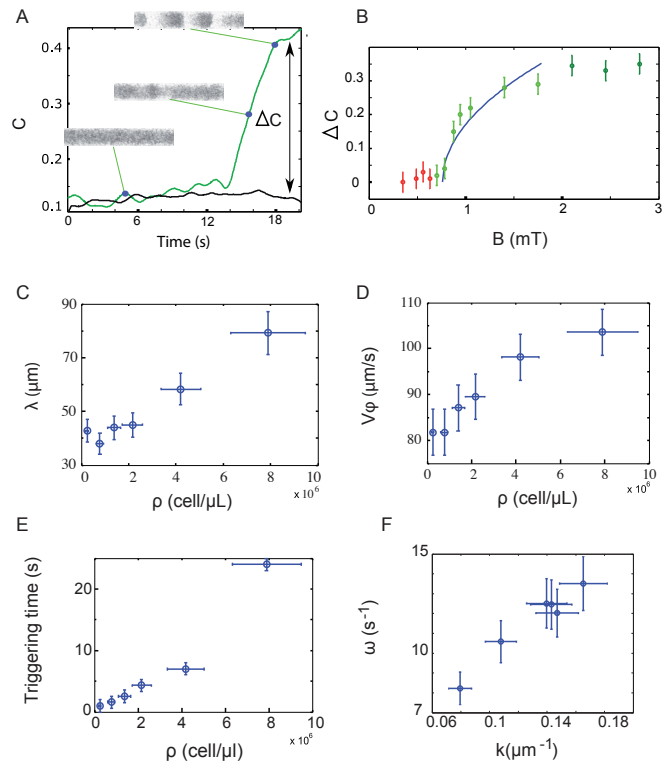 A
C
0.4
0.3
0.2
0.1
ΔC
0
6
12
18
Time (s)
B
Δ C
0.3
0.2
0.1
0
0
1
2
3
B (mT)
C
λ (μm)
90
70
50
30
0
2
4
6
8
10
x 10⁶
ρ (cell/μL)
D
Vφ (μm/s)
110
100
90
80
0
2
4
6
8
10
x 10⁶
ρ (cell/μL)
E
Triggering time (s)
20
10
0
0
2
4
6
8
10
x 10⁶
ρ (cell/μl)
F
ω (s⁻¹)
15
11
7
0.06
0.1
0.14
0.18
k(μm⁻¹)